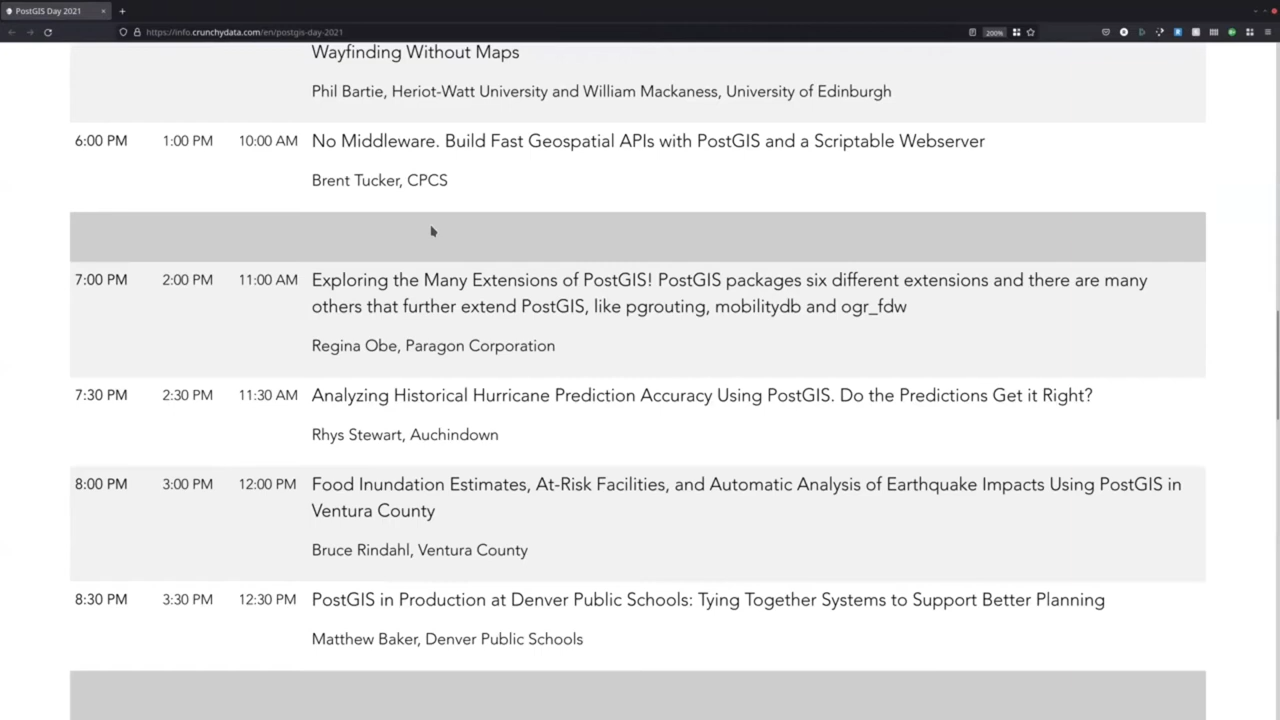 PostGIS Day 2021
https://info.crunchydata.com/en/postgis-day-2021
200%
Wayfinding Without Maps
Phil Bartie, Heriot-Watt University and William Mackaness, University of Edinburgh
6:00 PM 1:00 PM 10:00 AM No Middleware. Build Fast Geospatial APIs with PostGIS and a Scriptable Webserver
Brent Tucker, CPCS
7:00 PM 2:00 PM 11:00 AM Exploring the Many Extensions of PostGIS! PostGIS packages six different extensions and there are many
others that further extend PostGIS, like pgrouting, mobilitydb and ogr_fdw
Regina Obe, Paragon Corporation
7:30 PM 2:30 PM 11:30 AM Analyzing Historical Hurricane Prediction Accuracy Using PostGIS. Do the Predictions Get it Right?
Rhys Stewart, Auchindown
8:00 PM 3:00 PM 12:00 PM Food Inundation Estimates, At-Risk Facilities, and Automatic Analysis of Earthquake Impacts Using PostGIS in
Ventura County
Bruce Rindahl, Ventura County
8:30 PM 3:30 PM 12:30 PM PostGIS in Production at Denver Public Schools: Tying Together Systems to Support Better Planning
Matthew Baker, Denver Public Schools